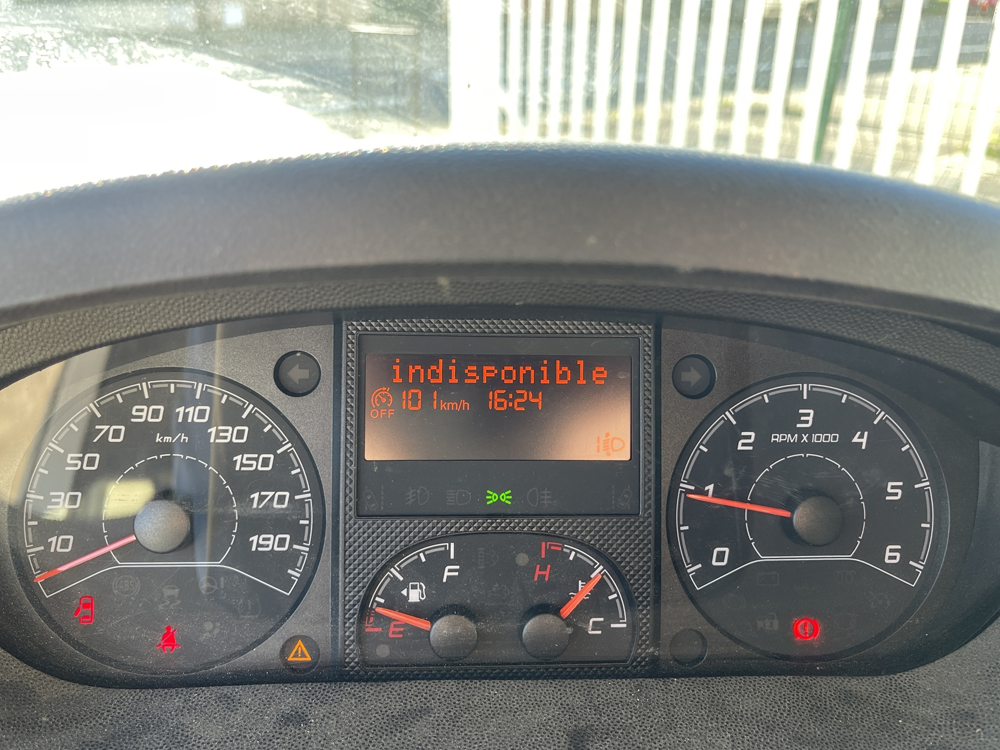 indisponible
OFF 101 km/h 16:24
10 30 50 70 90 110 130 150 170 190
km/h
0 1 2 3 4 5 6
RPM X 1000
F
E
H
C